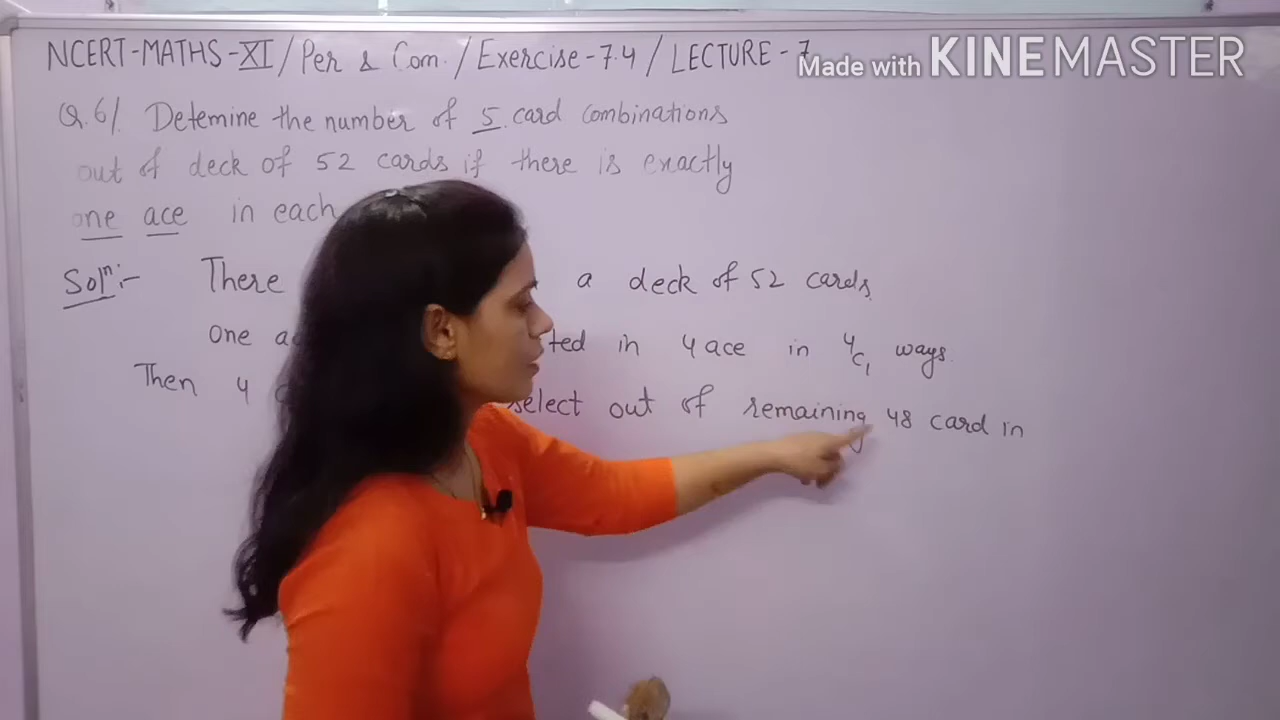 NCERT-MATHS-XI / Per & Com. / Exercise-7.4 / LECTURE-7
Made with KINEMASTER
Q.6/. Detemine the number of 5 card combinations
out of deck of 52 cards if there is exactly
one ace in each
Solⁿ:- There a deck of 52 cards
One ted in 4 ace in ⁴C₁ ways.
Then 4 select out of remaining 48 card in